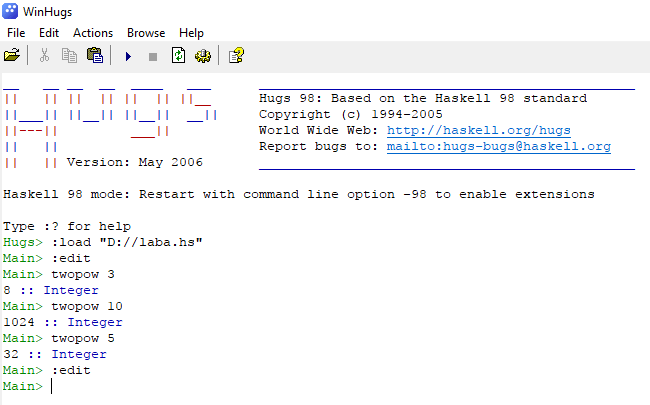 WinHugs
File Edit Actions Browse Help
__ __ __ __ ____ ___ _______________________________________________
|| || || || || || ||__ Hugs 98: Based on the Haskell 98 standard
||___|| ||__|| ||__|| __|| Copyright (c) 1994-2005
||---|| ___|| World Wide Web: http://haskell.org/hugs
|| || Report bugs to: mailto:hugs-bugs@haskell.org
|| || Version: May 2006 _______________________________________________
Haskell 98 mode: Restart with command line option -98 to enable extensions
Type :? for help
Hugs> :load "D://laba.hs"
Main> :edit
Main> twopow 3
8 :: Integer
Main> twopow 10
1024 :: Integer
Main> twopow 5
32 :: Integer
Main> :edit
Main>